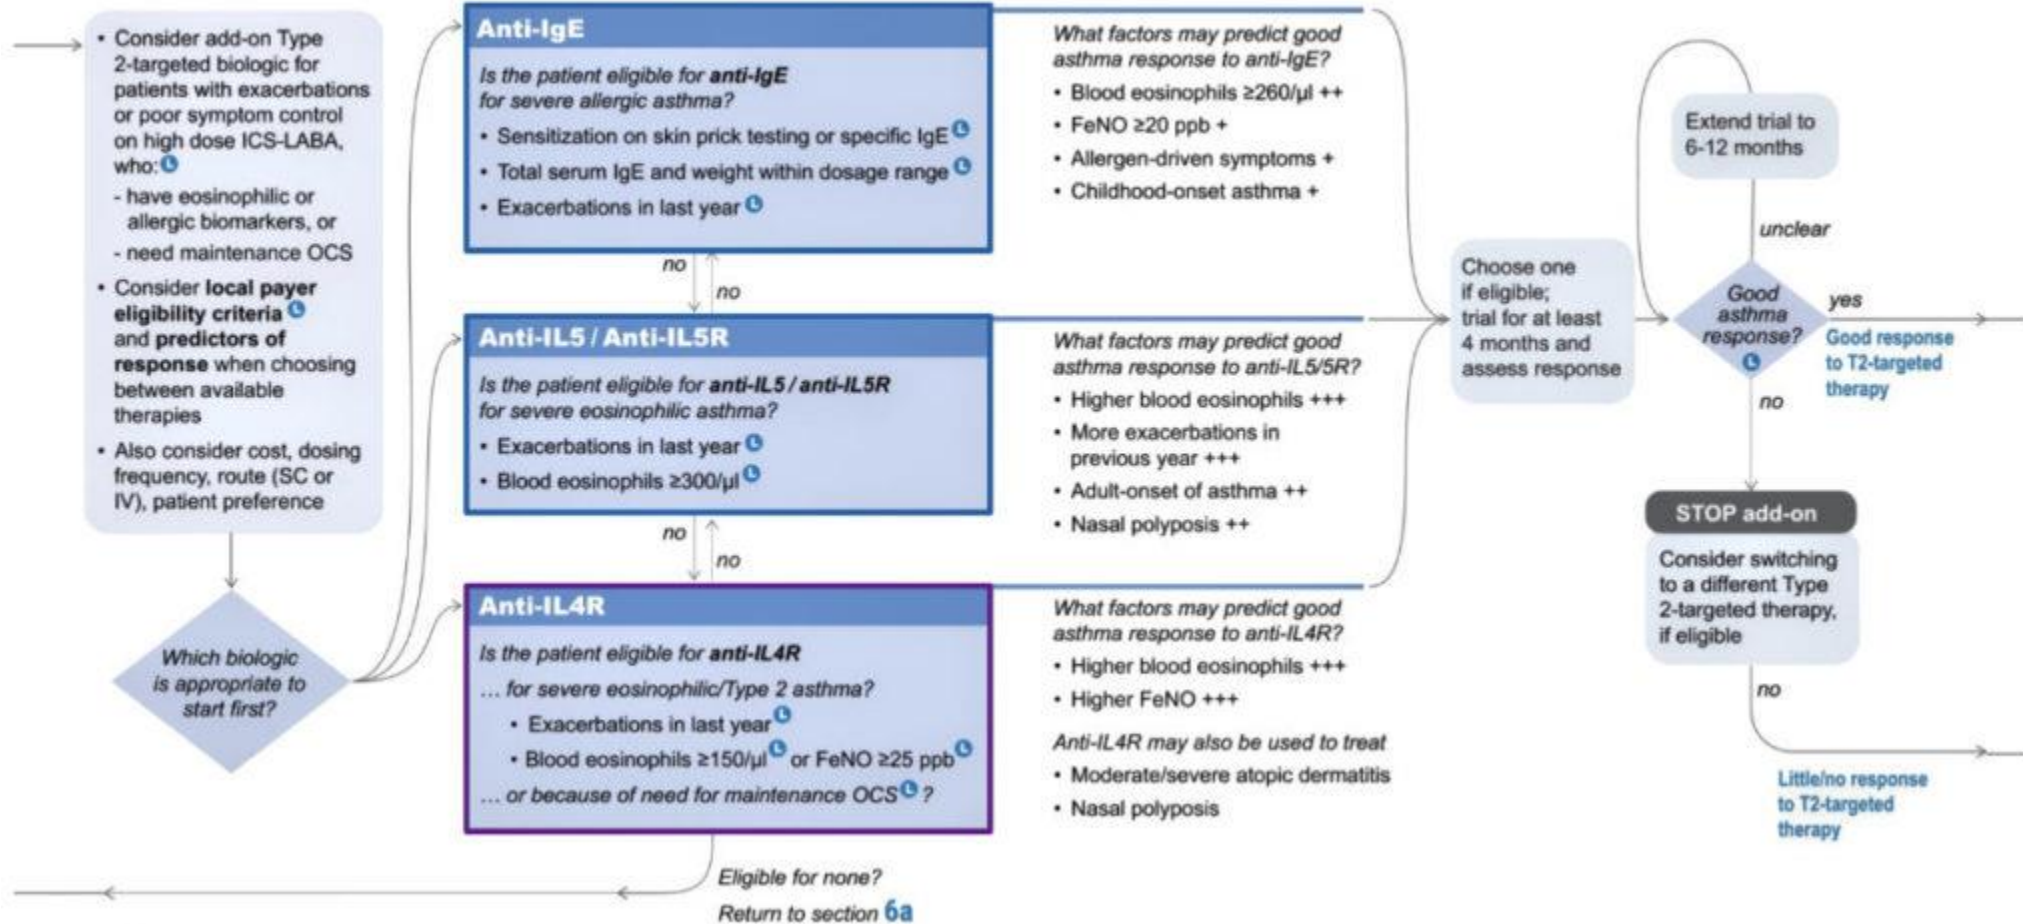 • Consider add-on Type
2-targeted biologic for
patients with exacerbations
or poor symptom control
on high dose ICS-LABA,
who:
- have eosinophilic or
allergic biomarkers, or
- need maintenance OCS
• Consider local payer
eligibility criteria
and predictors of
response when choosing
between available
therapies
• Also consider cost, dosing
frequency, route (SC or
IV), patient preference
Which biologic
is appropriate to
start first?
Anti-IgE
Is the patient eligible for anti-IgE
for severe allergic asthma?
• Sensitization on skin prick testing or specific IgE
• Total serum IgE and weight within dosage range
• Exacerbations in last year
What factors may predict good
asthma response to anti-IgE?
• Blood eosinophils ≥260/µl ++
• FeNO ≥20 ppb +
• Allergen-driven symptoms +
• Childhood-onset asthma +
no
no
Anti-IL5 / Anti-IL5R
Is the patient eligible for anti-IL5 / anti-IL5R
for severe eosinophilic asthma?
• Exacerbations in last year
• Blood eosinophils ≥300/µl
What factors may predict good
asthma response to anti-IL5/5R?
• Higher blood eosinophils +++
• More exacerbations in
previous year +++
• Adult-onset of asthma ++
• Nasal polyposis ++
no
no
Anti-IL4R
Is the patient eligible for anti-IL4R
... for severe eosinophilic/Type 2 asthma?
• Exacerbations in last year
• Blood eosinophils ≥150/µl or FeNO ≥25 ppb
... or because of need for maintenance OCS ?
What factors may predict good
asthma response to anti-IL4R?
• Higher blood eosinophils +++
• Higher FeNO +++
Anti-IL4R may also be used to treat
• Moderate/severe atopic dermatitis
• Nasal polyposis
Eligible for none?
Return to section 6a
Choose one
if eligible;
trial for at least
4 months and
assess response
Extend trial to
6-12 months
unclear
Good
asthma
response?
yes
Good response
to T2-targeted
therapy
no
STOP add-on
Consider switching
to a different Type
2-targeted therapy,
if eligible
no
Little/no response
to T2-targeted
therapy